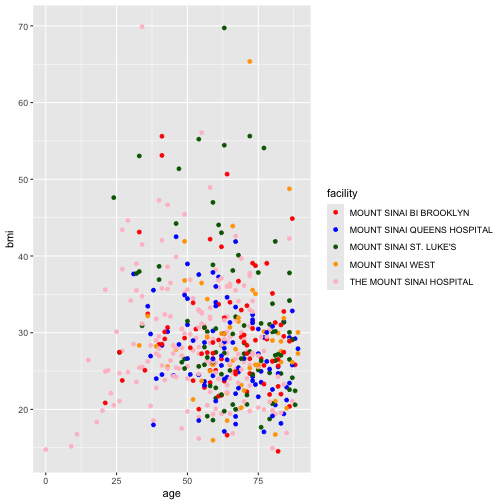 70
60
50
40
30
20
bmi
0
25
50
75
age
facility
MOUNT SINAI BI BROOKLYN
MOUNT SINAI QUEENS HOSPITAL
MOUNT SINAI ST. LUKE'S
MOUNT SINAI WEST
THE MOUNT SINAI HOSPITAL